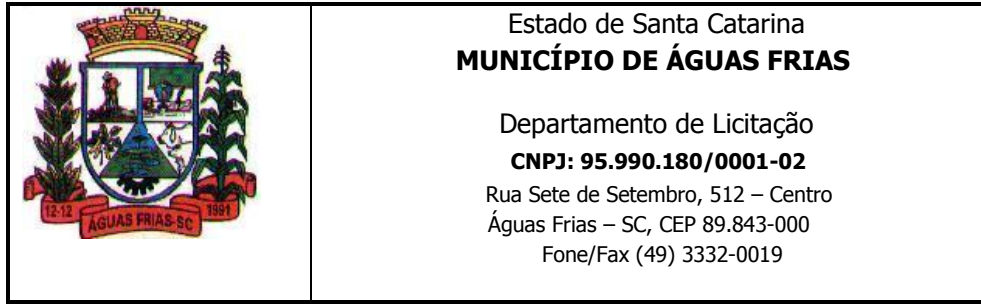 Estado de Santa Catarina
MUNICÍPIO DE ÁGUAS FRIAS
Departamento de Licitação
CNPJ: 95.990.180/0001-02
Rua Sete de Setembro, 512 – Centro
Águas Frias – SC, CEP 89.843-000
Fone/Fax (49) 3332-0019
12-12
ÁGUAS FRIAS-SC
1991